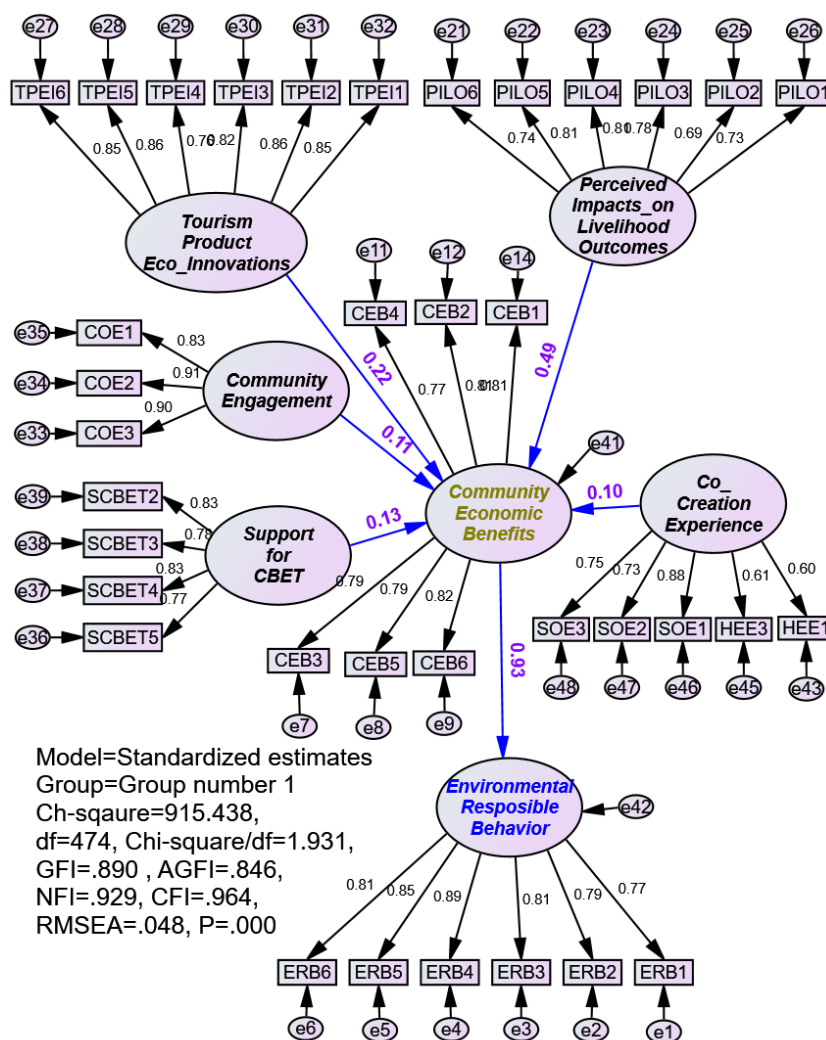 e27 e28 e29 e30 e31 e32
e21 e22 e23 e24 e25 e26
TPEI6 TPEI5 TPEI4 TPEI3 TPEI2 TPEI1
PILO6 PILO5 PILO4 PILO3 PILO2 PILO1
0.85 0.86 0.76 0.82 0.86 0.85
0.74 0.81 0.81 0.78 0.69 0.73
Tourism
Product
Eco_Innovations
Perceived
Impacts_on
Livelihood
Outcomes
e11 e12 e14
CEB4 CEB2 CEB1
0.77 0.81 0.81
e35 COE1 0.83
e34 COE2 0.91
e33 COE3 0.90
Community
Engagement
0.22
0.11
0.49
e41
Community
Economic
Benefits
0.13
0.10
Co_
Creation
Experience
e39 SCBET2 0.83
e38 SCBET3 0.78
e37 SCBET4 0.83
e36 SCBET5 0.77
Support
for
CBET
0.79 0.79 0.82
CEB3 CEB5 CEB6
e7 e8 e9
0.75 0.73 0.88 0.61 0.60
SOE3 SOE2 SOE1 HEE3 HEE1
e48 e47 e46 e45 e43
0.93
Model=Standardized estimates
Group=Group number 1
Ch-sqaure=915.438,
df=474, Chi-square/df=1.931,
GFI=.890 , AGFI=.846,
NFI=.929, CFI=.964,
RMSEA=.048, P=.000
Environmental
Resposible
Behavior
e42
0.81 0.85 0.89 0.81 0.79 0.77
ERB6 ERB5 ERB4 ERB3 ERB2 ERB1
e6 e5 e4 e3 e2 e1